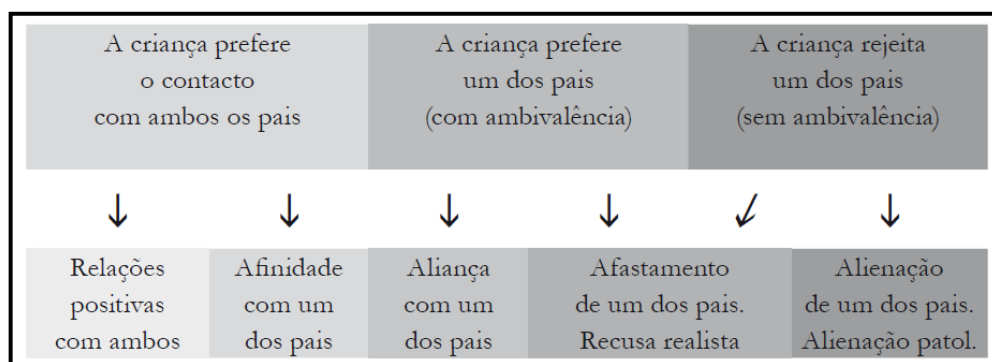 A criança prefere
o contacto
com ambos os pais
A criança prefere
um dos pais
(com ambivalência)
A criança rejeita
um dos pais
(sem ambivalência)
Relações
positivas
com ambos
Afinidade
com um
dos pais
Aliança
com um
dos pais
Afastamento
de um dos pais.
Recusa realista
Alienação
de um dos pais.
Alienação patol.